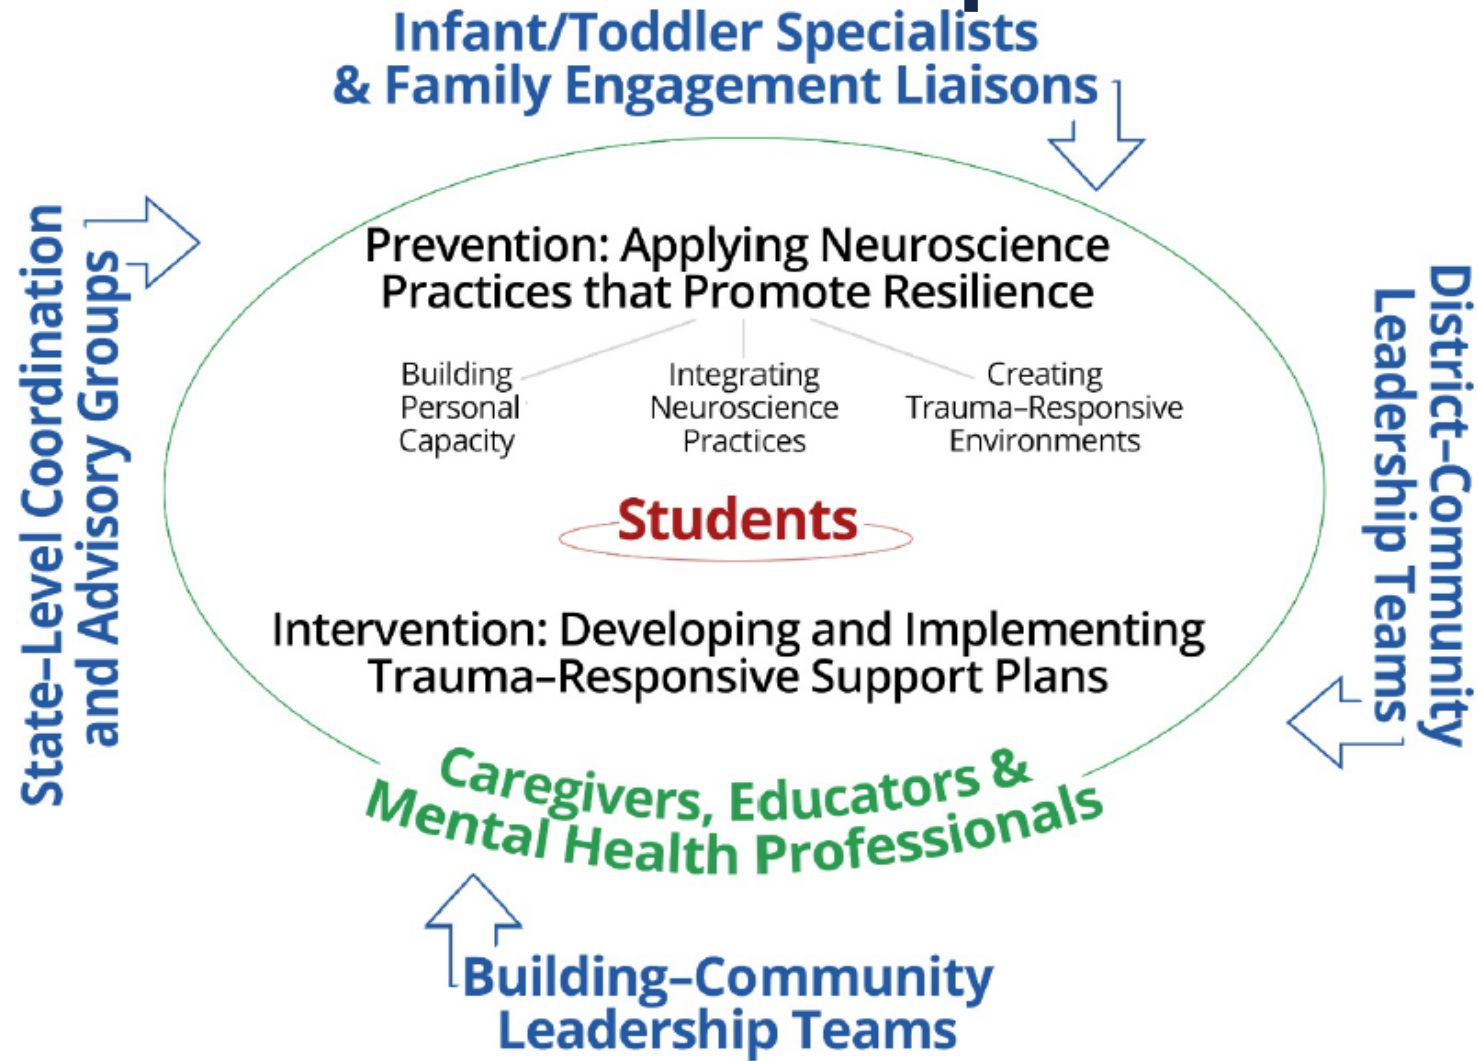 Infant/Toddler Specialists
& Family Engagement Liaisons
State–Level Coordination
and Advisory Groups
Prevention: Applying Neuroscience
Practices that Promote Resilience
Building
Personal
Capacity
Integrating
Neuroscience
Practices
Creating
Trauma–Responsive
Environments
Students
Intervention: Developing and Implementing
Trauma–Responsive Support Plans
Caregivers, Educators &
Mental Health Professionals
District–Community
Leadership Teams
Building–Community
Leadership Teams